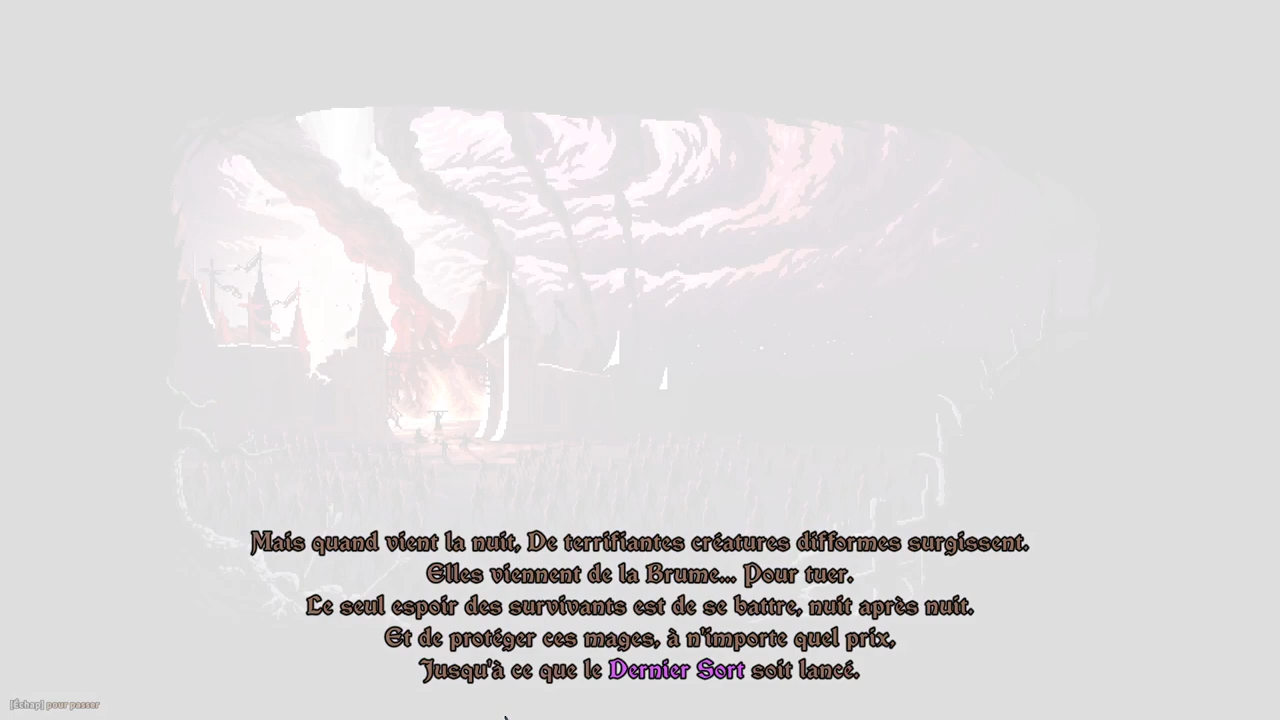 Mais quand vient la nuit, De terrifiantes créatures difformes surgissent.
Elles viennent de la Brume... Pour tuer.
Le seul espoir des survivants est de se battre, nuit après nuit.
Et de protéger ces mages, à n'importe quel prix,
Jusqu'à ce que le Dernier Sort soit lancé.
[Échap] pour passer